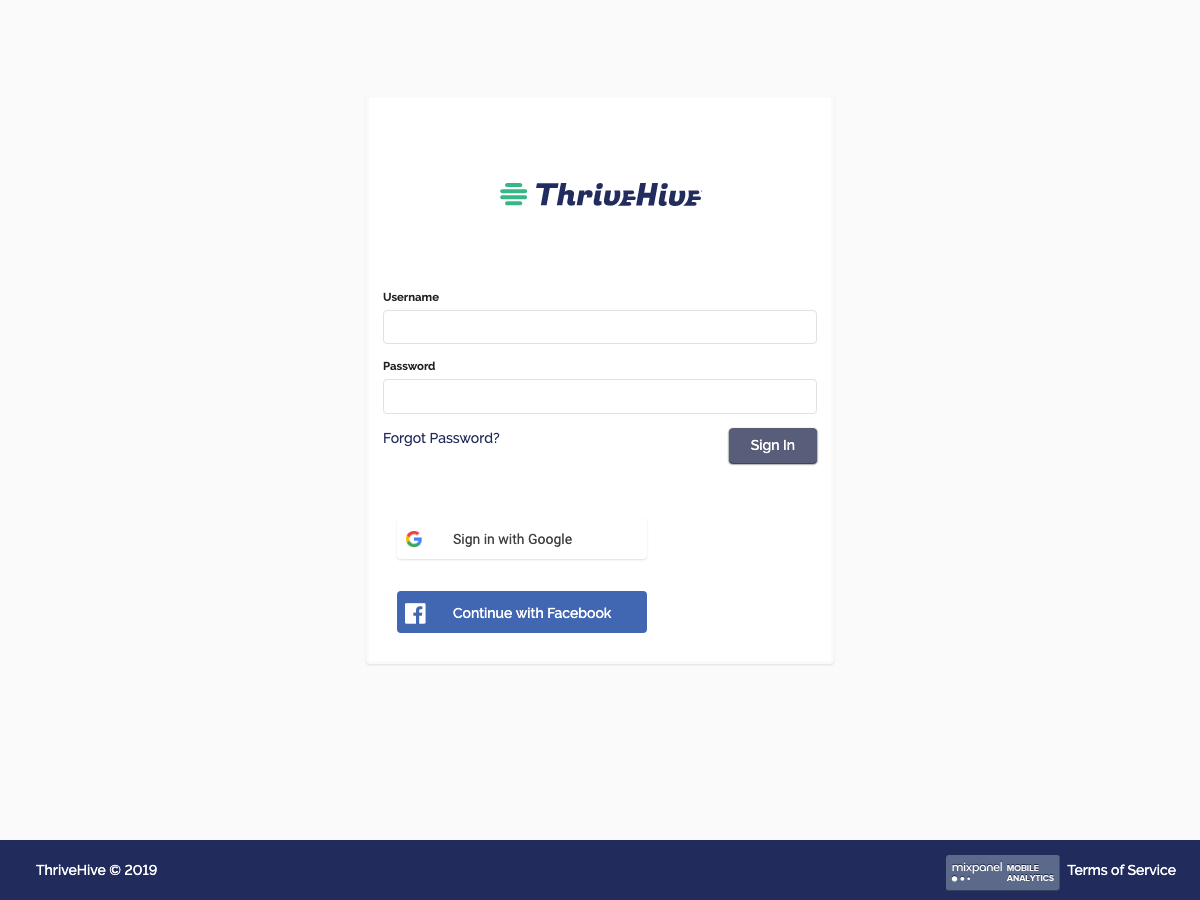 ThriveHive
Username
Password
Forgot Password?
Sign In
Sign in with Google
Continue with Facebook
ThriveHive © 2019
mixpanel MOBILE
ANALYTICS
Terms of Service